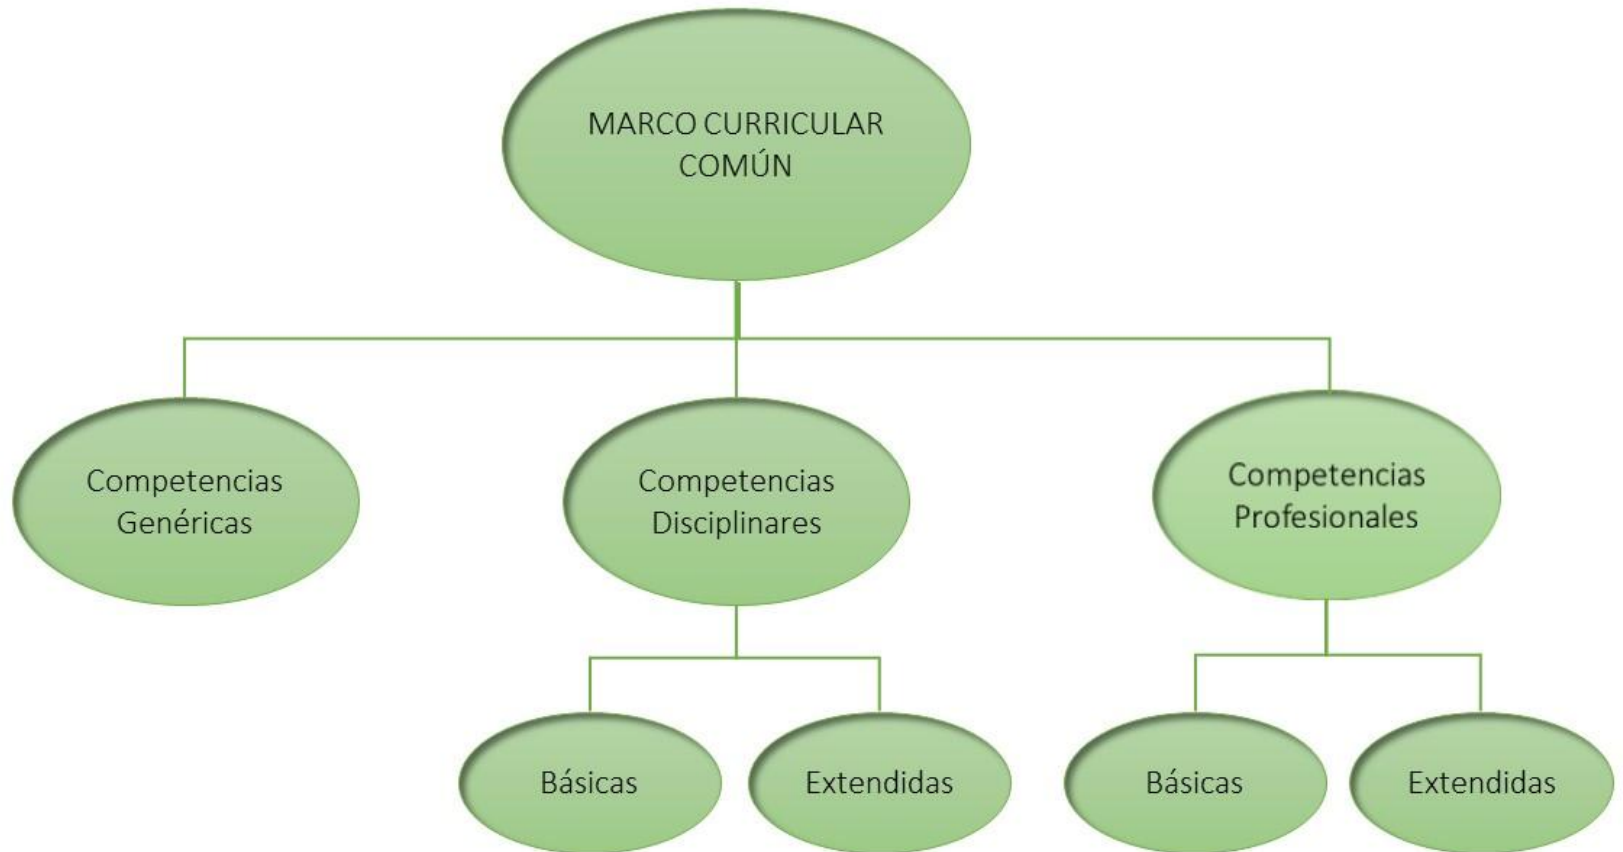 MARCO CURRICULAR
COMÚN
Competencias
Genéricas
Competencias
Disciplinares
Competencias
Profesionales
Básicas
Extendidas
Básicas
Extendidas